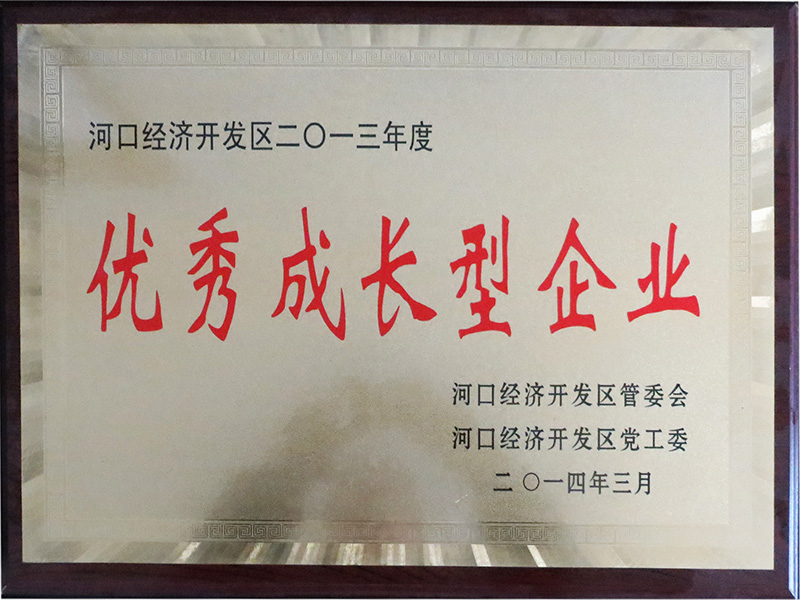 河口经济开发区二〇一三年度
优秀成长型企业
河口经济开发区管委会
河口经济开发区党工委
二〇一四年三月